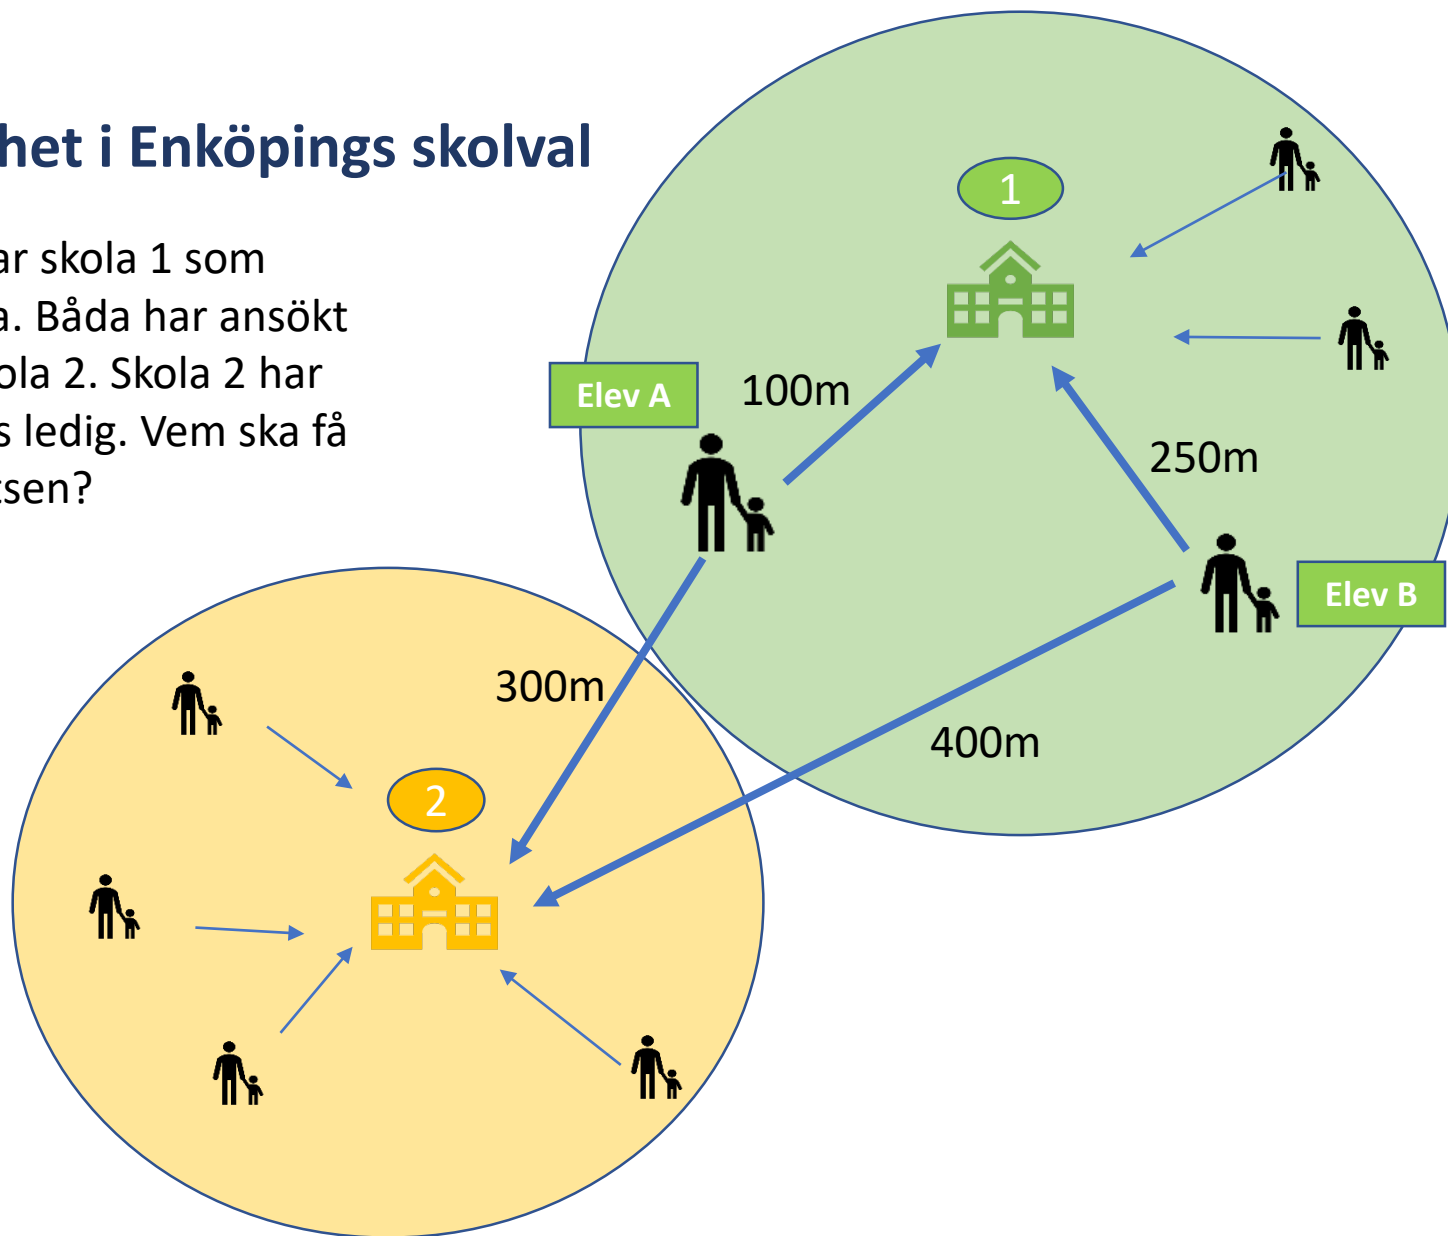 het i Enköpings skolval
ar skola 1 som
a. Båda har ansökt
ola 2. Skola 2 har
s ledig. Vem ska få
tsen?
1
Elev A
100m
250m
Elev B
300m
400m
2